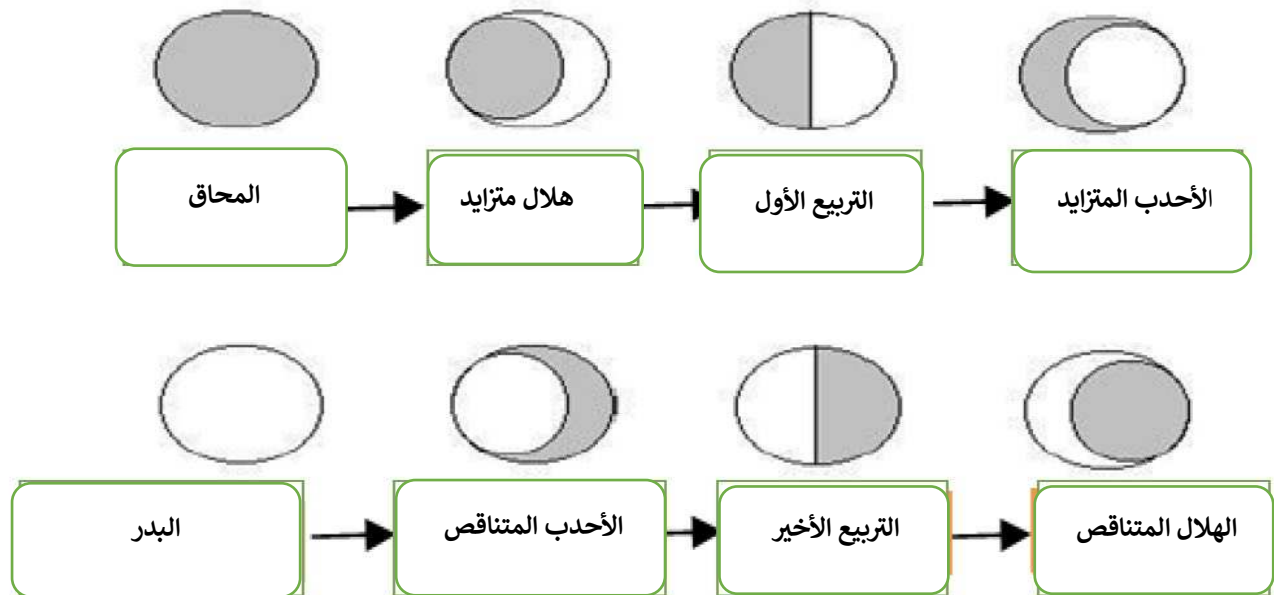 المحاق
هلال متزايد
التربيع الأول
الأحدب المتزايد
البدر
الأحدب المتناقص
التربيع الأخير
الهلال المتناقص